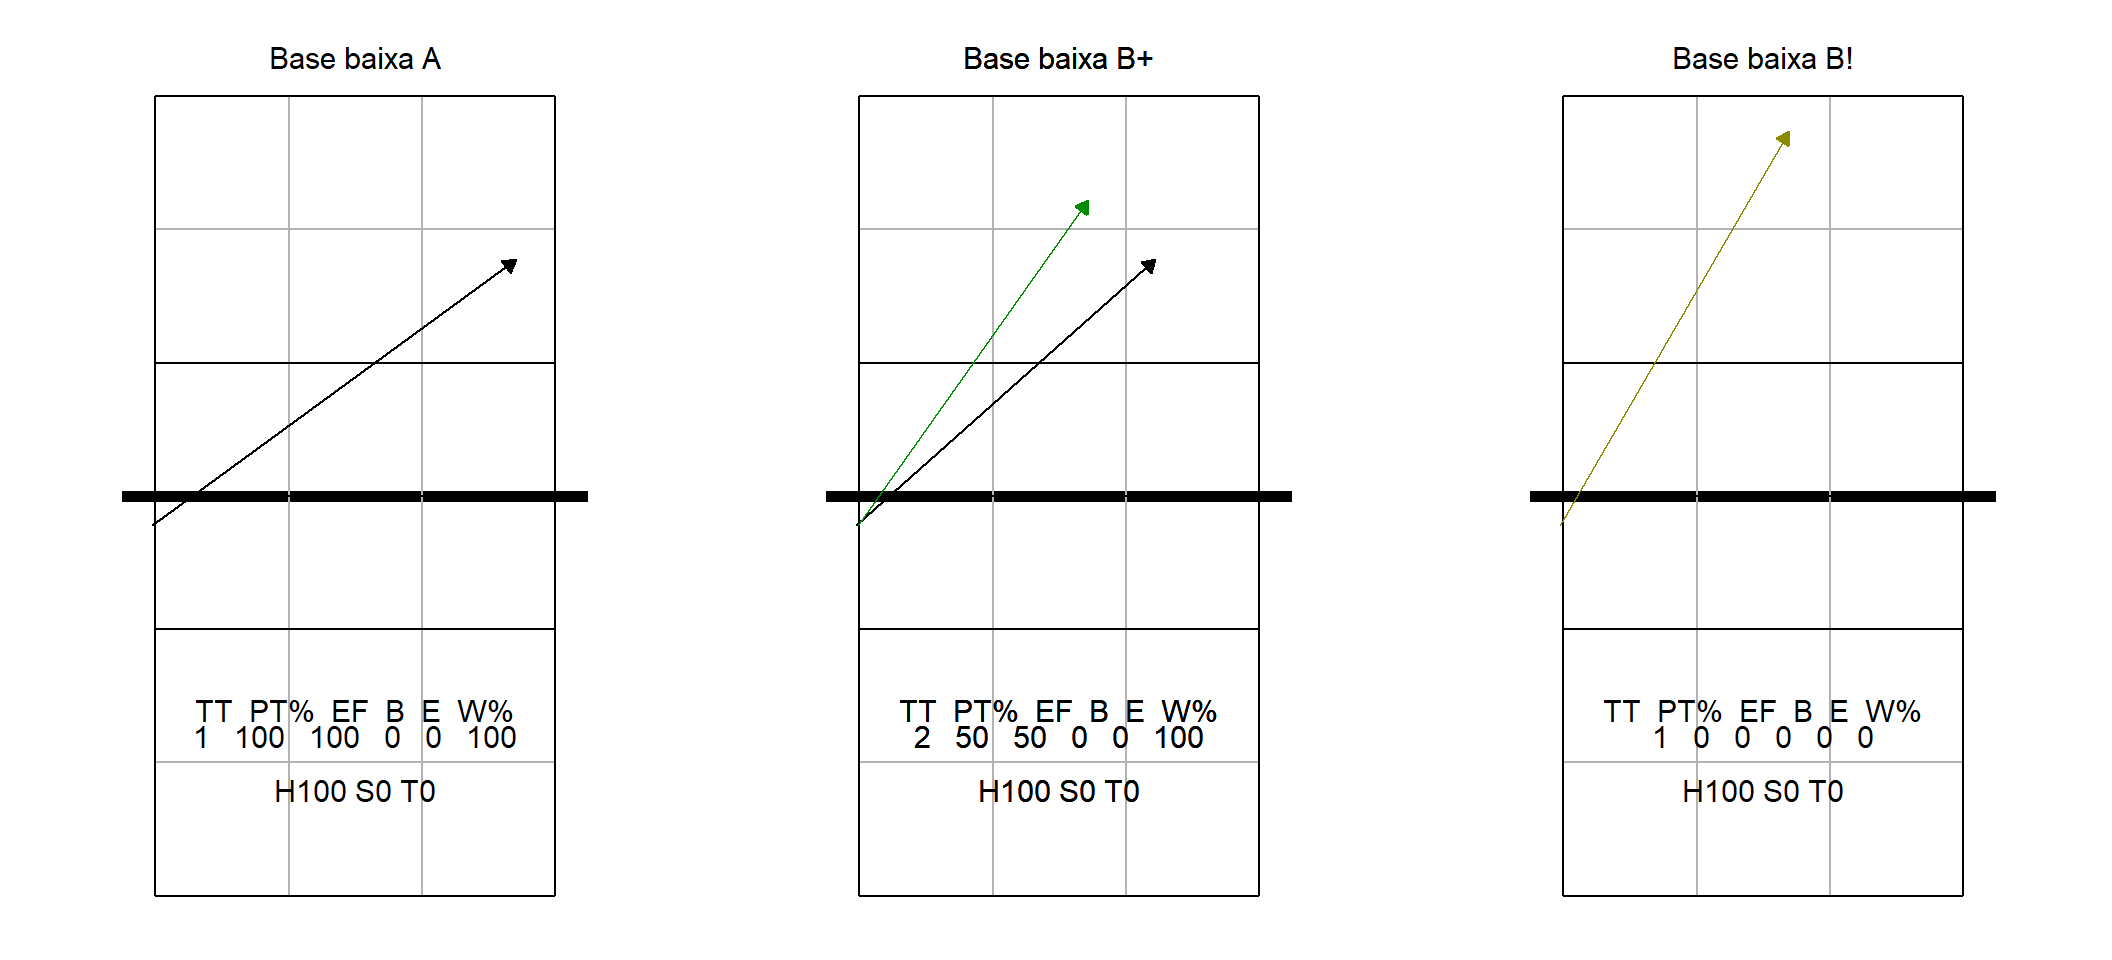 Base baixa A
TT PT% EF B E W%
1 100 100 0 0 100
H100 S0 T0
Base baixa B+
TT PT% EF B E W%
2 50 50 0 0 100
H100 S0 T0
Base baixa B!
TT PT% EF B E W%
1 0 0 0 0 0
H100 S0 T0